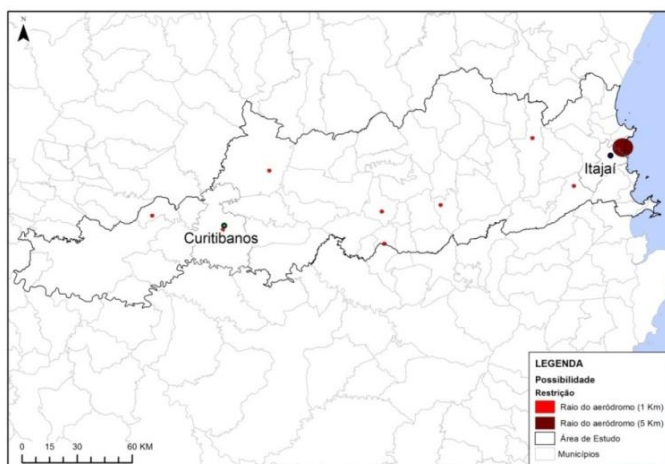 N
Itajaí
Curitibanos
LEGENDA
Possibilidade
Restrição
Raio do aeródromo (1 Km)
Raio do aeródromo (5 Km)
Área de Estudo
Municípios
0 15 30 60 KM